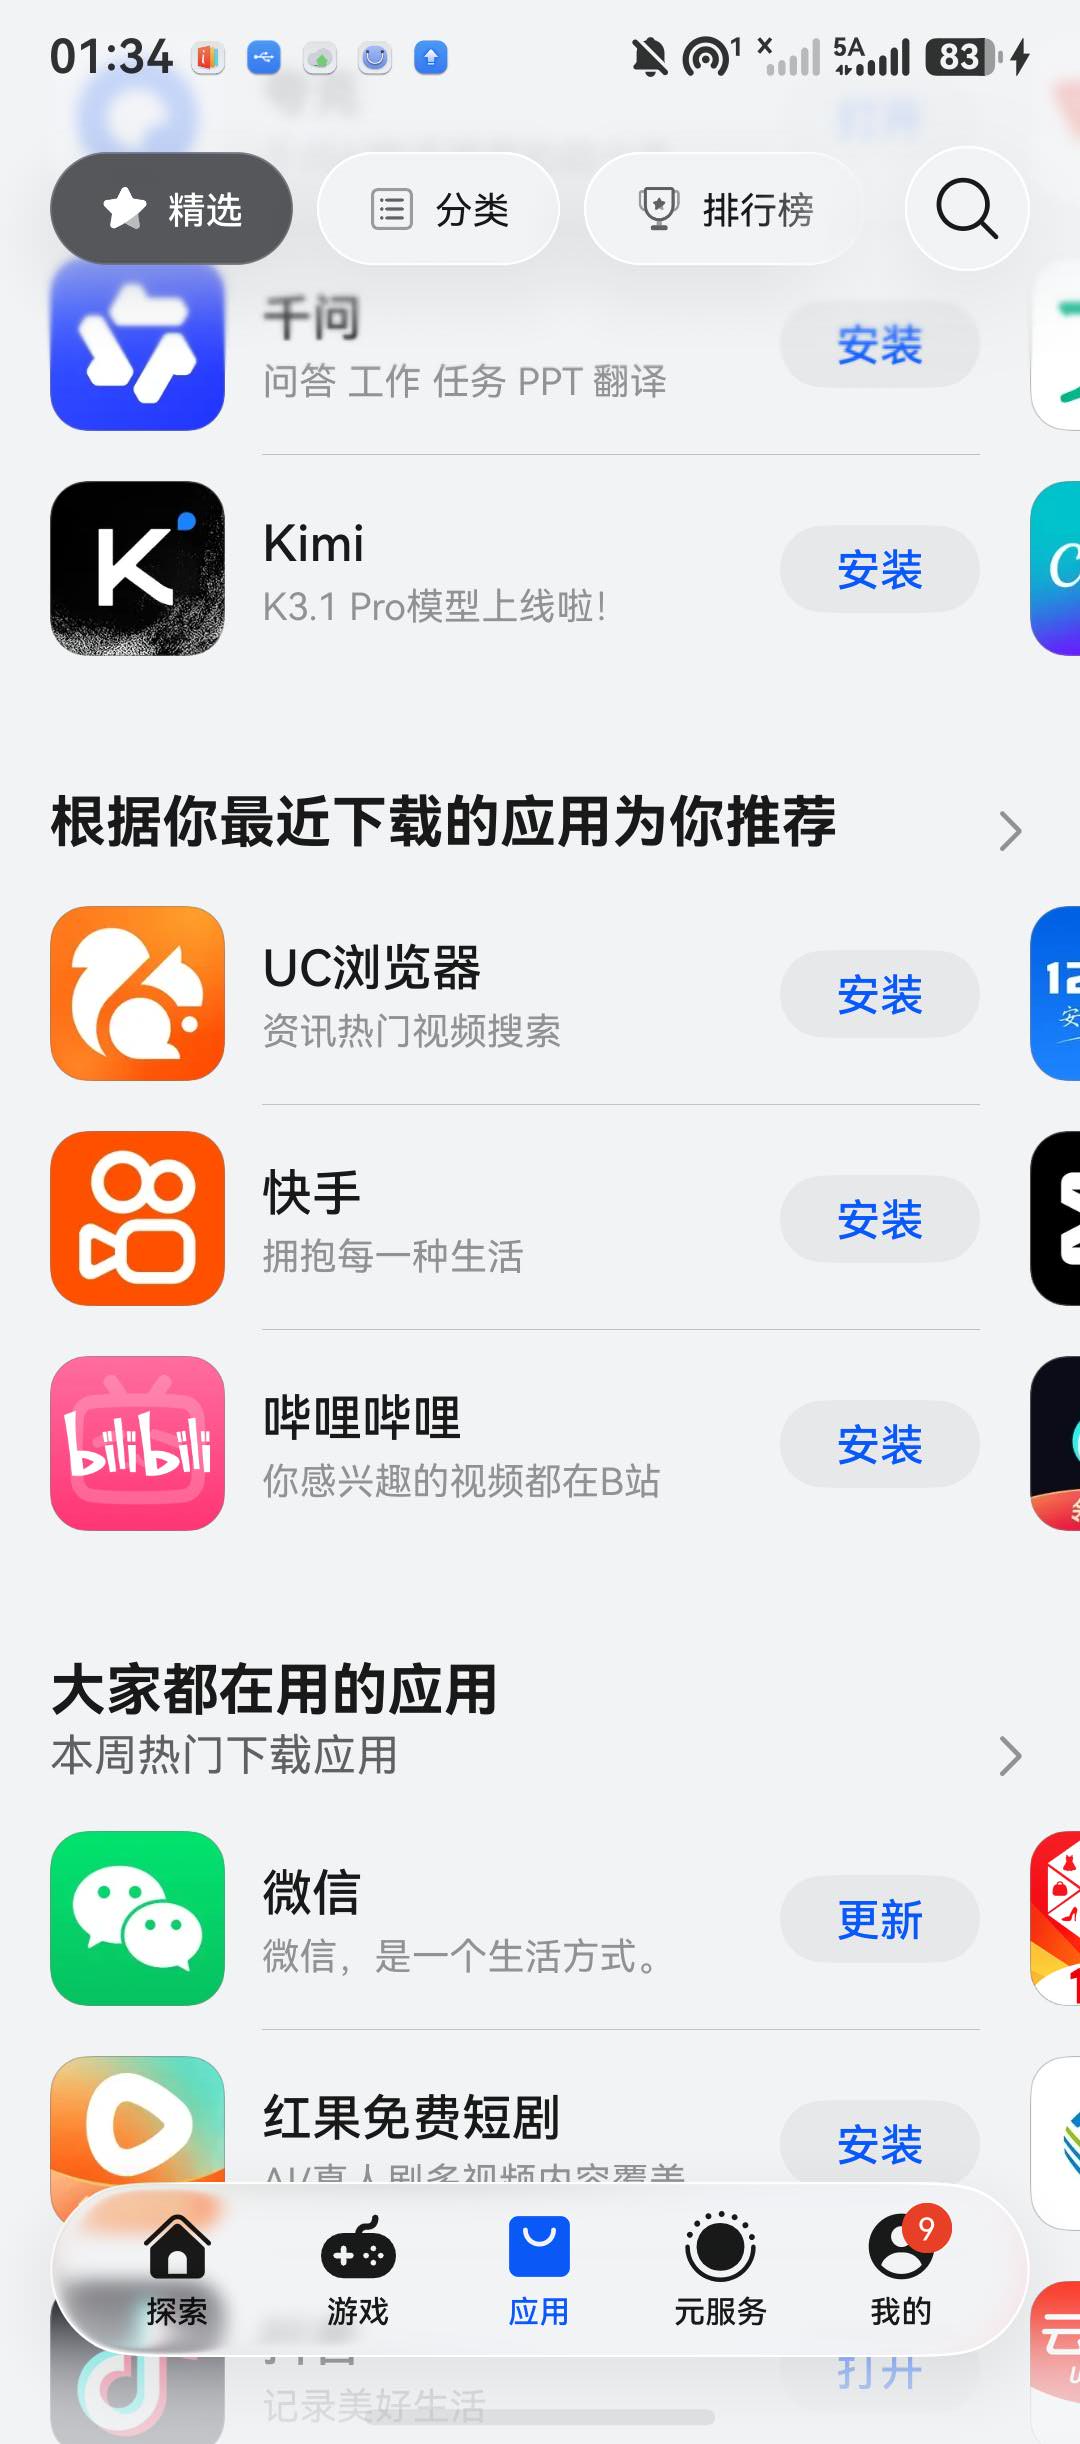 01:34
1
5A
83
精选
分类
排行榜
千问
问答 工作 任务 PPT 翻译
安装
K
Kimi
K3.1 Pro模型上线啦!
安装
根据你最近下载的应用为你推荐
UC浏览器
资讯热门视频搜索
安装
快手
拥抱每一种生活
安装
bilibili
哔哩哔哩
你感兴趣的视频都在B站
安装
大家都在用的应用
本周热门下载应用
微信
微信，是一个生活方式。
更新
红果免费短剧
安装
探索
游戏
应用
元服务
我的
9
抖音
记录美好生活
打开